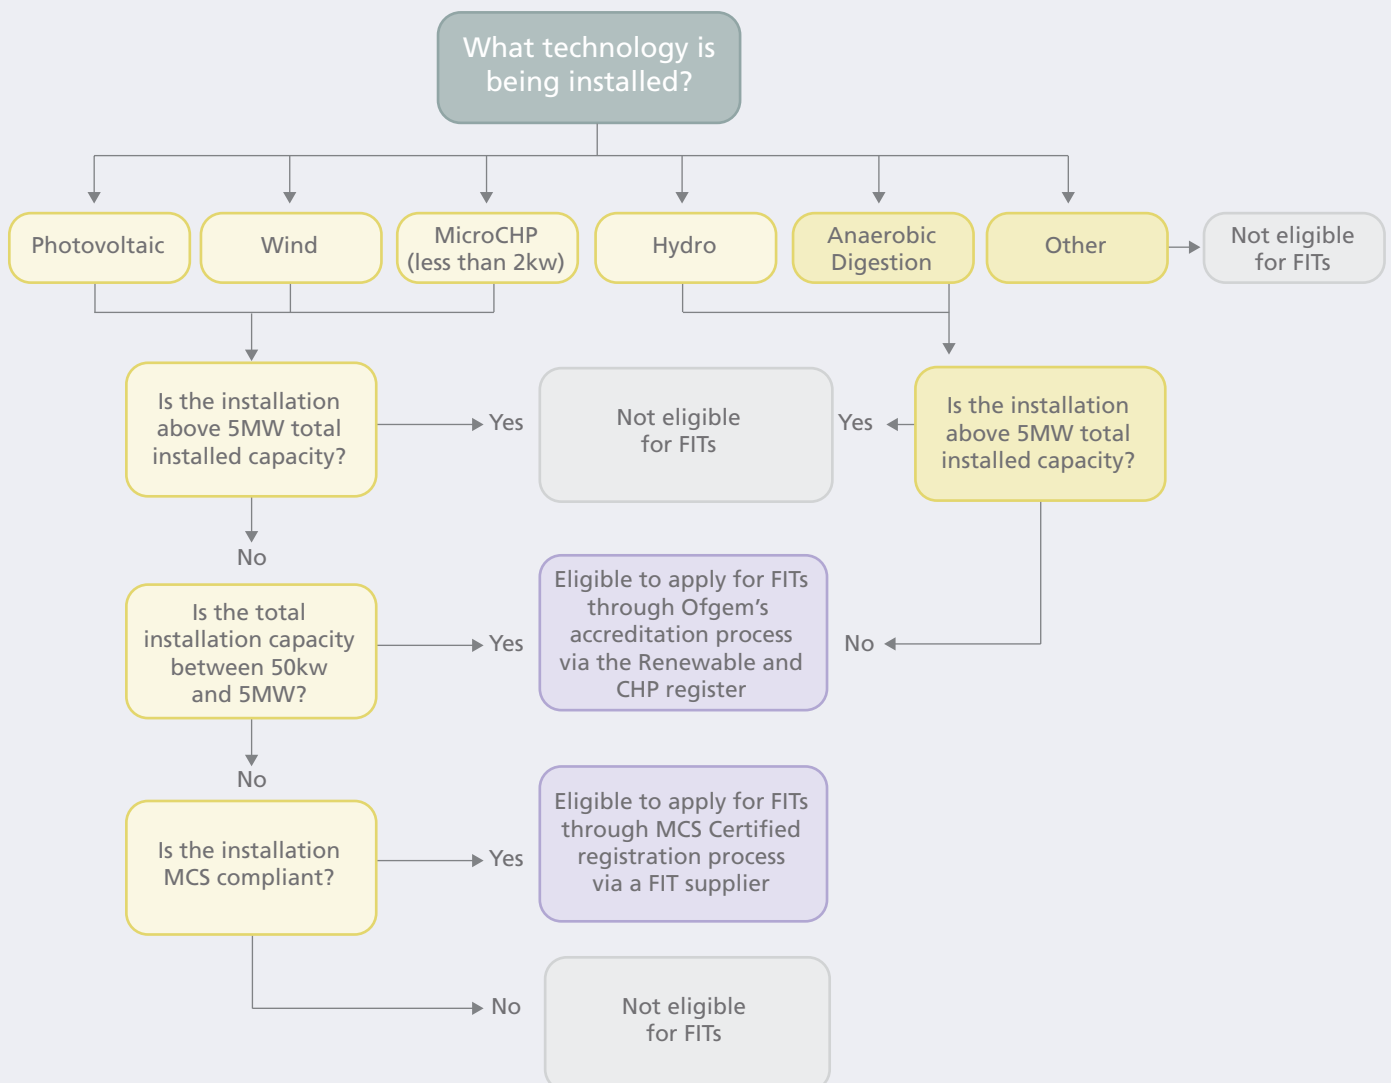 What technology is
being installed?
Photovoltaic
Wind
MicroCHP
(less than 2kw)
Hydro
Anaerobic
Digestion
Other
Not eligible
for FITs
Is the installation
above 5MW total
installed capacity?
Yes
Not eligible
for FITs
Yes
Is the installation
above 5MW total
installed capacity?
No
Is the total
installation capacity
between 50kw
and 5MW?
Yes
Eligible to apply for FITs
through Ofgem's
accreditation process
via the Renewable and
CHP register
No
No
Is the installation
MCS compliant?
Yes
Eligible to apply for FITs
through MCS Certified
registration process
via a FIT supplier
No
Not eligible
for FITs